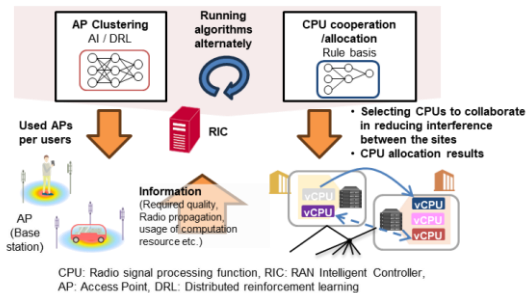 AP Clustering
AI / DRL
Running
algorithms
alternately
CPU cooperation
/allocation
Rule basis
Used APs
per users
RIC
• Selecting CPUs to collaborate
in reducing interference
between the sites
• CPU allocation results
AP
(Base
station)
Information
(Required quality,
Radio propagation,
usage of computation
resource etc.)
vCPU
vCPU
vCPU
vCPU
vCPU
CPU: Radio signal processing function, RIC: RAN Intelligent Controller,
AP: Access Point, DRL: Distributed reinforcement learning